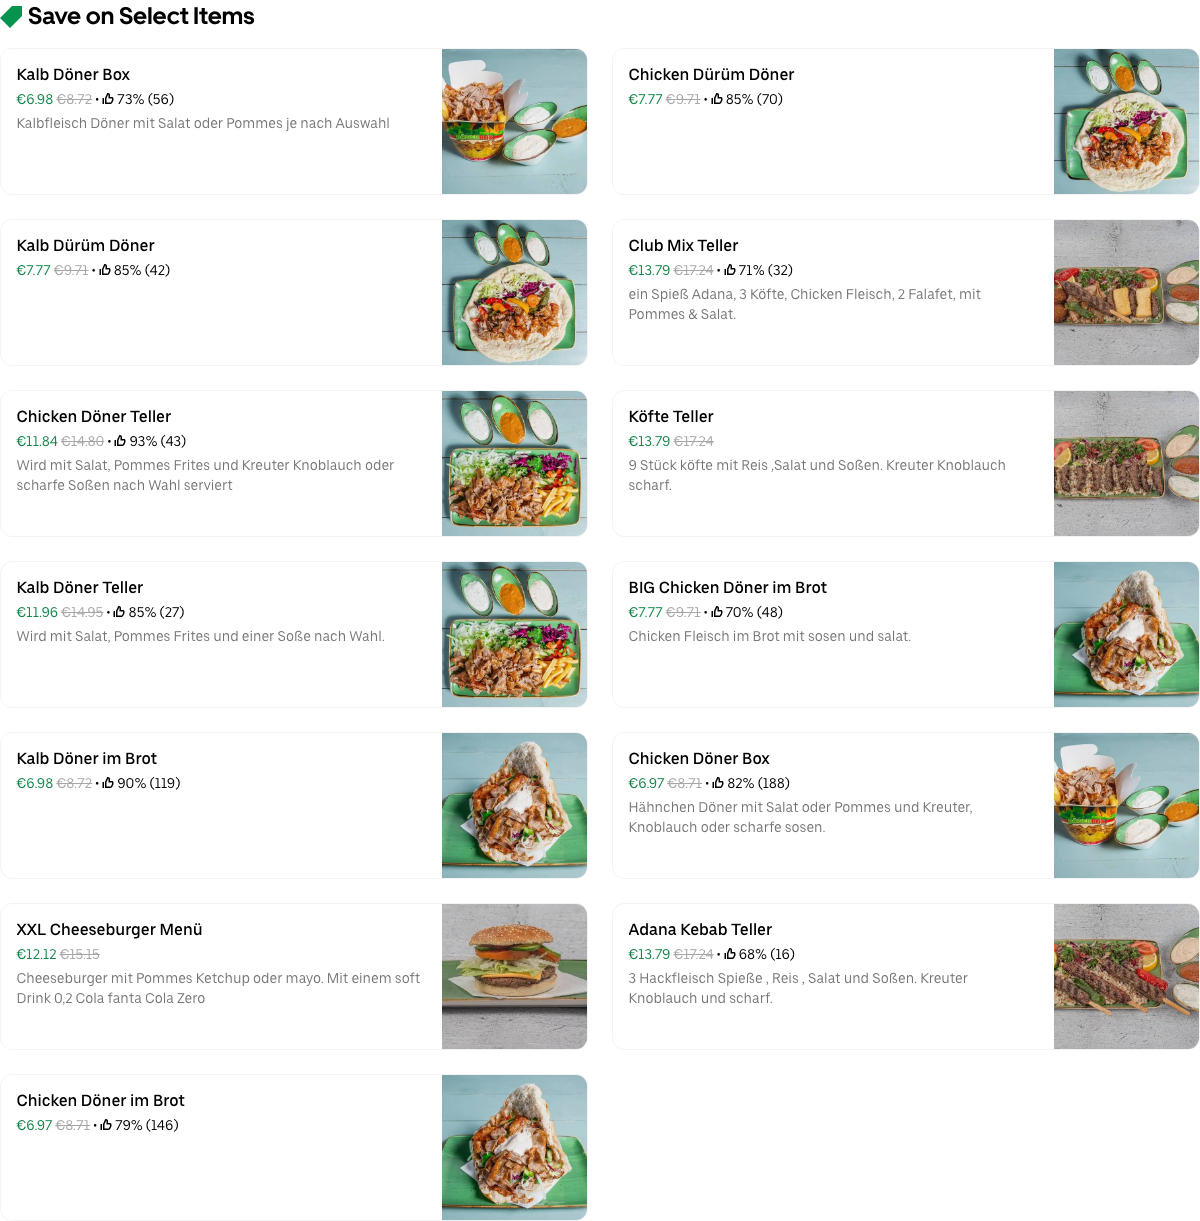 Save on Select Items
Kalb Döner Box
€6.98 €8.72 • 73% (56)
Kalbfleisch Döner mit Salat oder Pommes je nach Auswahl
Chicken Dürüm Döner
€7.77 €9.71 • 85% (70)
Kalb Dürüm Döner
€7.77 €9.71 • 85% (42)
Club Mix Teller
€13.79 €17.24 • 71% (32)
ein Spieß Adana, 3 Köfte, Chicken Fleisch, 2 Falafet, mit
Pommes & Salat.
Chicken Döner Teller
€11.84 €14.80 • 93% (43)
Wird mit Salat, Pommes Frites und Kreuter Knoblauch oder
scharfe Soßen nach Wahl serviert
Köfte Teller
€13.79 €17.24
9 Stück köfte mit Reis ,Salat und Soßen. Kreuter Knoblauch
scharf.
Kalb Döner Teller
€11.96 €14.95 • 85% (27)
Wird mit Salat, Pommes Frites und einer Soße nach Wahl.
BIG Chicken Döner im Brot
€7.77 €9.71 • 70% (48)
Chicken Fleisch im Brot mit sosen und salat.
Kalb Döner im Brot
€6.98 €8.72 • 90% (119)
Chicken Döner Box
€6.97 €8.71 • 82% (188)
Hähnchen Döner mit Salat oder Pommes und Kreuter,
Knoblauch oder scharfe sosen.
XXL Cheeseburger Menü
€12.12 €15.15
Cheeseburger mit Pommes Ketchup oder mayo. Mit einem soft
Drink 0,2 Cola fanta Cola Zero
Adana Kebab Teller
€13.79 €17.24 • 68% (16)
3 Hackfleisch Spieße , Reis , Salat und Soßen. Kreuter
Knoblauch und scharf.
Chicken Döner im Brot
€6.97 €8.71 • 79% (146)